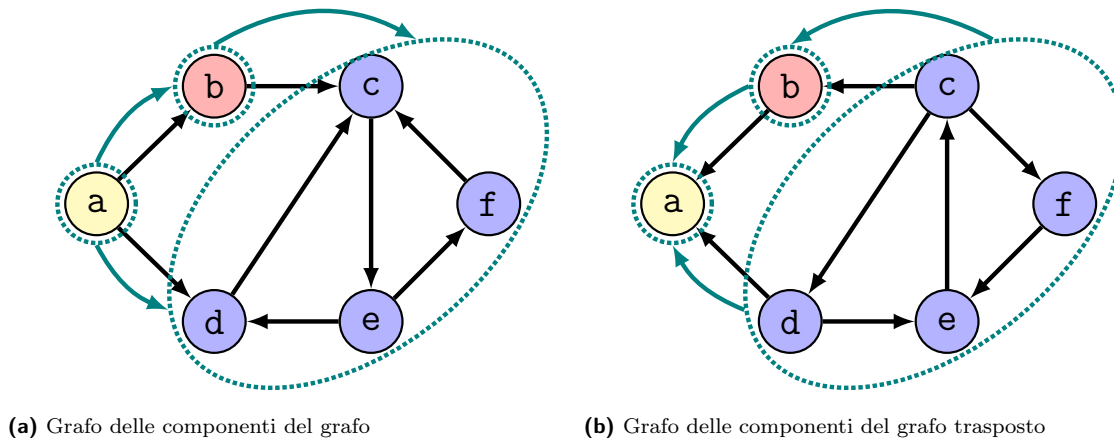 b c b c
a f a f
d e d e
(a) Grafo delle componenti del grafo (b) Grafo delle componenti del grafo trasposto